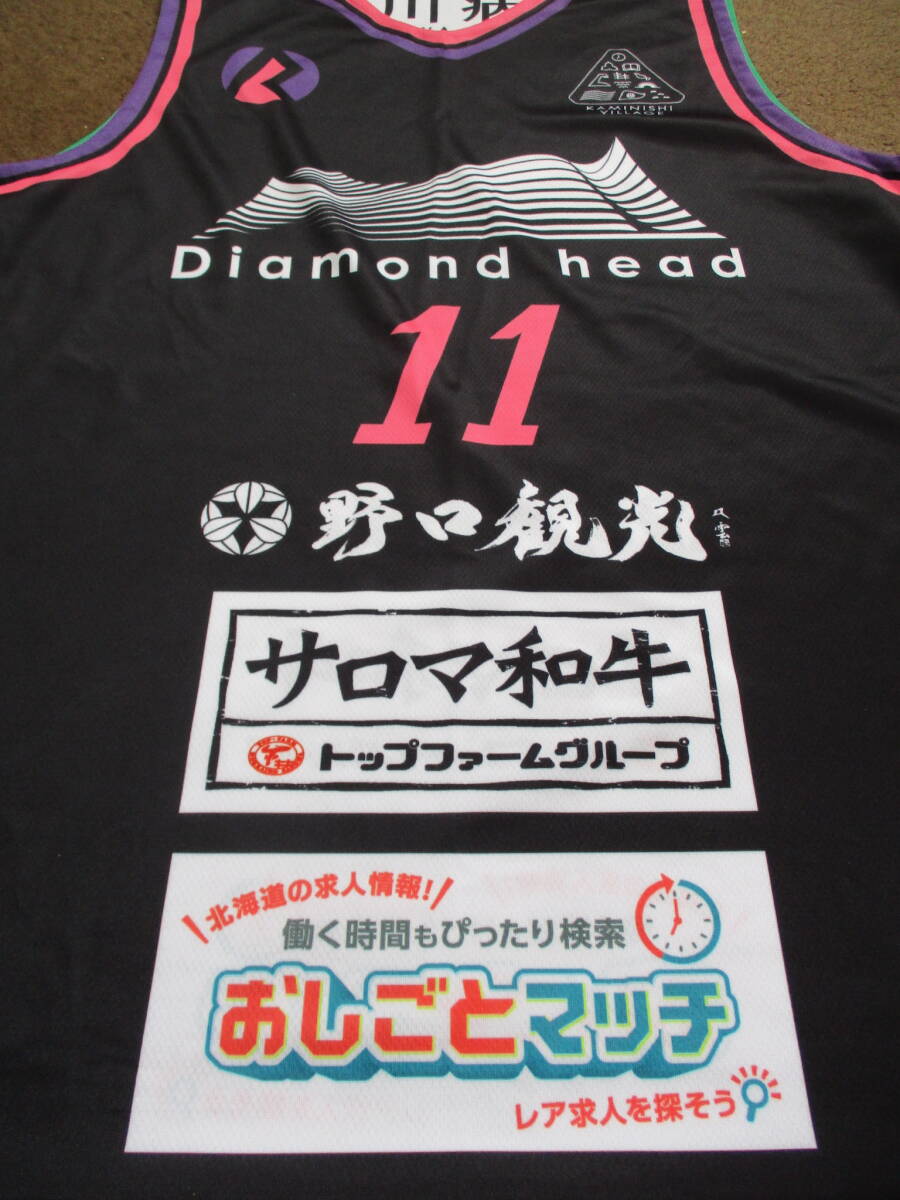 KAMINISHI
VILLAGE
Diamond head
11
野口観光
サロマ和牛
トップファームグループ
北海道の求人情報!
働く時間もぴったり検索
おしごとマッチ
レア求人を探そう